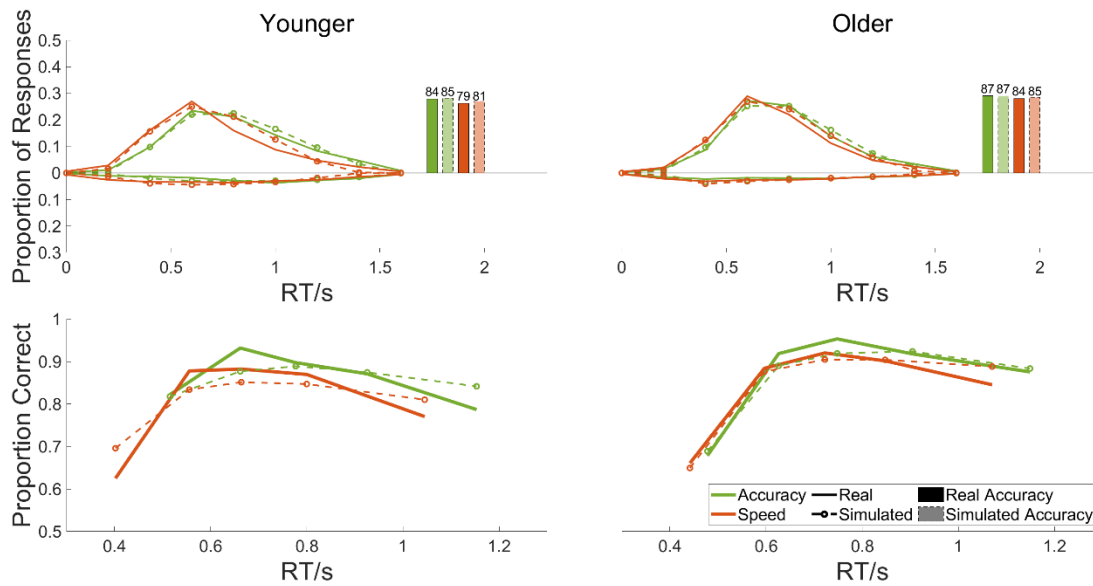 Younger
Older
Proportion of Responses
0.5
0.4
0.3
0.2
0.1
0
0.1
0.2
0.3
84 85 79 81
87 87 84 85
0 0.5 1 1.5 2
0 0.5 1 1.5 2
RT/s
RT/s
Proportion Correct
1
0.9
0.8
0.7
0.6
0.5
Accuracy Real Real Accuracy
Speed Simulated Simulated Accuracy
0.4 0.6 0.8 1 1.2
0.4 0.6 0.8 1 1.2
RT/s
RT/s